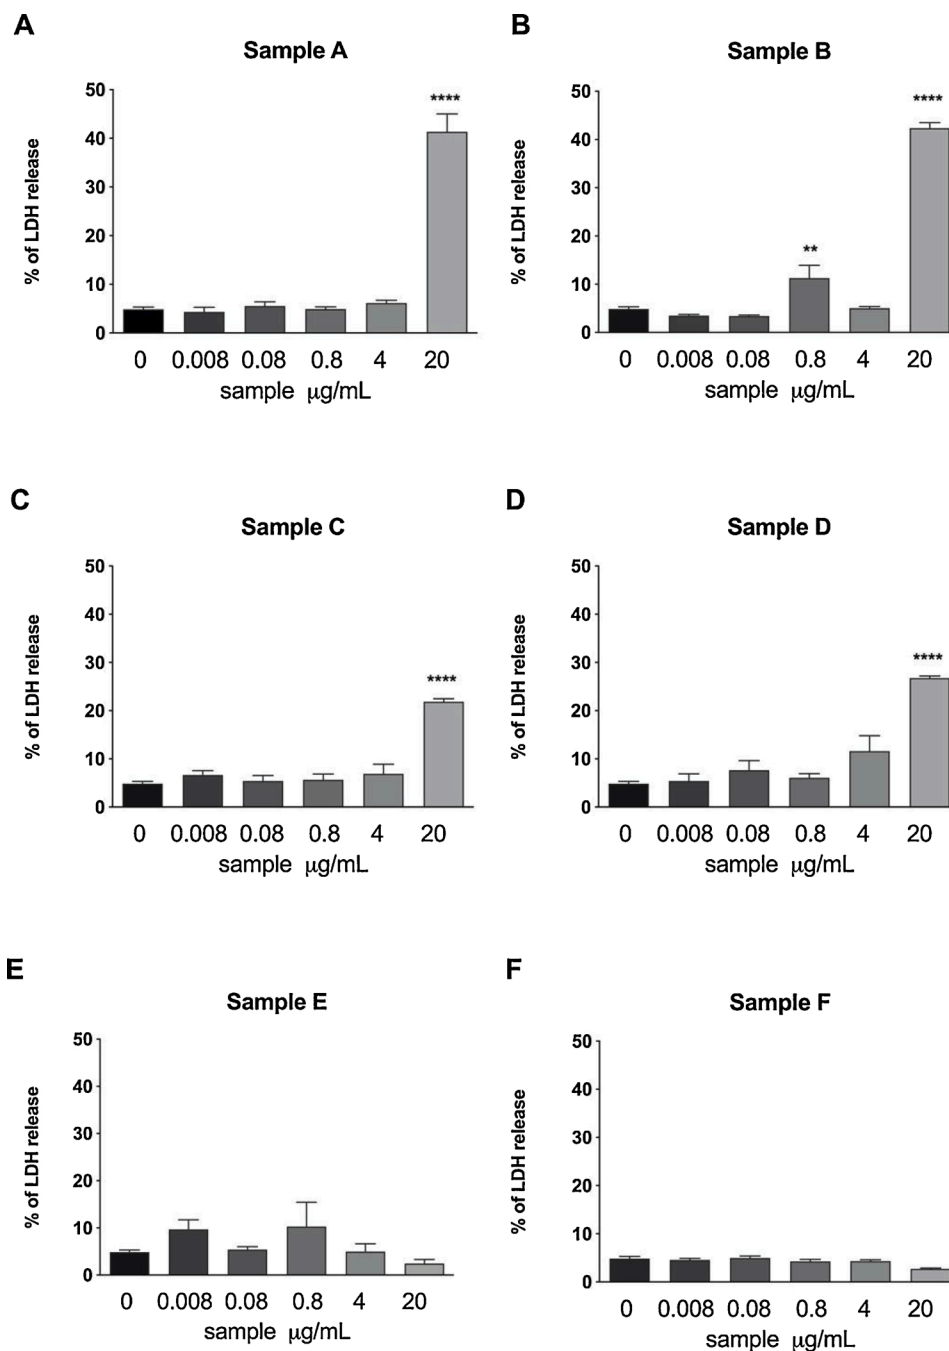 A
Sample A
% of LDH release
50
40
30
20
10
0
****
0 0.008 0.08 0.8 4 20
sample μg/mL
B
Sample B
% of LDH release
50
40
30
20
10
0
**
****
0 0.008 0.08 0.8 4 20
sample μg/mL
C
Sample C
% of LDH release
50
40
30
20
10
0
****
0 0.008 0.08 0.8 4 20
sample μg/mL
D
Sample D
% of LDH release
50
40
30
20
10
0
****
0 0.008 0.08 0.8 4 20
sample μg/mL
E
Sample E
% of LDH release
50
40
30
20
10
0
0 0.008 0.08 0.8 4 20
sample μg/mL
F
Sample F
% of LDH release
50
40
30
20
10
0
0 0.008 0.08 0.8 4 20
sample μg/mL